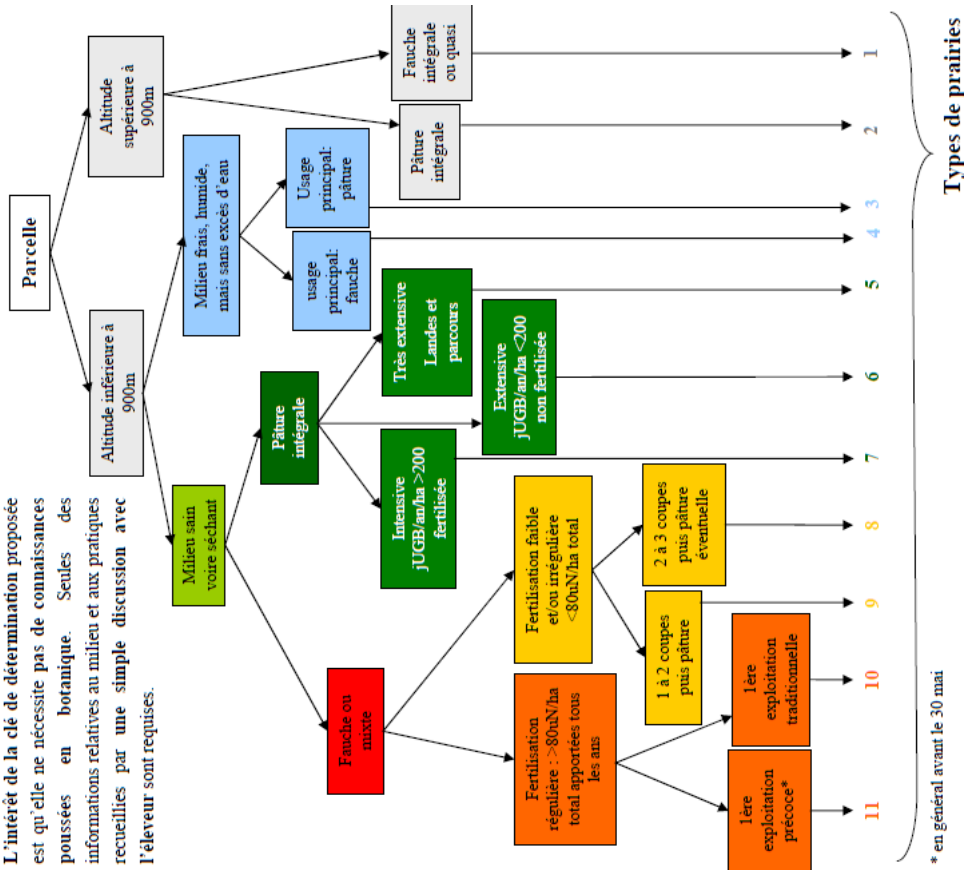 L'intérêt de la clé de détermination proposée
est qu'elle ne nécessite pas de connaissances
poussées en botanique. Seules des
informations relatives au milieu et aux pratiques
recueillies par une simple discussion avec
l'éleveur sont requises.
Parcelle
Altitude inférieure à
900m
Altitude
supérieure à
900m
Milieu sain
voire séchant
Milieu frais, humide,
mais sans excès d'eau
Fauche ou
mixte
Pâture
intégrale
usage
principal:
fauche
Usage
principal:
pâture
Pâture
intégrale
Fauche
intégrale
ou quasi
Intensive
jUGB/an/ha >200
fertilisée
Très extensive
Landes et
parcours
Extensive
jUGB/an/ha <200
non fertilisée
Fertilisation
régulière : >80uN/ha
total apportées tous
les ans
Fertilisation faible
et/ou irrégulière
<80uN/ha total
1 à 2 coupes
puis pâture
2 à 3 coupes
puis pâture
éventuelle
1ère
exploitation
précoce*
1ère
exploitation
traditionnelle
11 10 9 8 7 6 5 4 3 2 1
* en général avant le 30 mai
Types de prairies